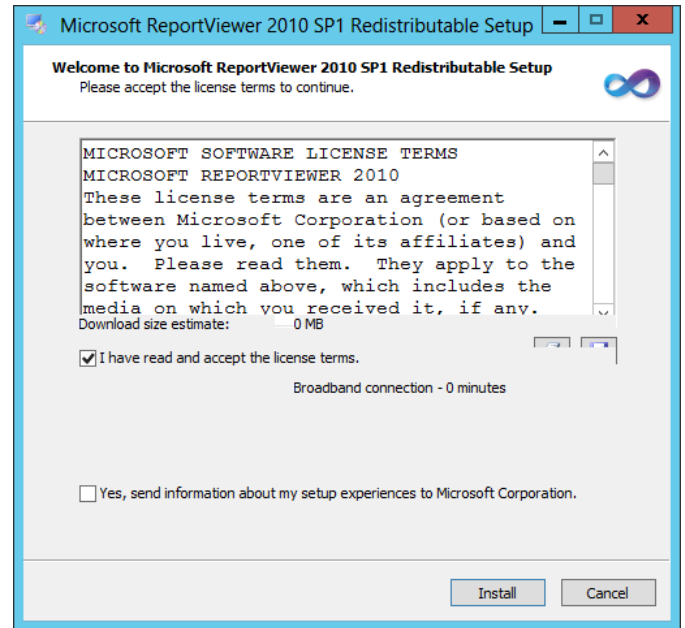 Microsoft ReportViewer 2010 SP1 Redistributable Setup
Welcome to Microsoft ReportViewer 2010 SP1 Redistributable Setup
Please accept the license terms to continue.
MICROSOFT SOFTWARE LICENSE TERMS
MICROSOFT REPORTVIEWER 2010
These license terms are an agreement
between Microsoft Corporation (or based on
where you live, one of its affiliates) and
you.  Please read them.  They apply to the
software named above, which includes the
media on which you received it, if any.
Download size estimate: 0 MB
I have read and accept the license terms.
Broadband connection - 0 minutes
Yes, send information about my setup experiences to Microsoft Corporation.
Install Cancel